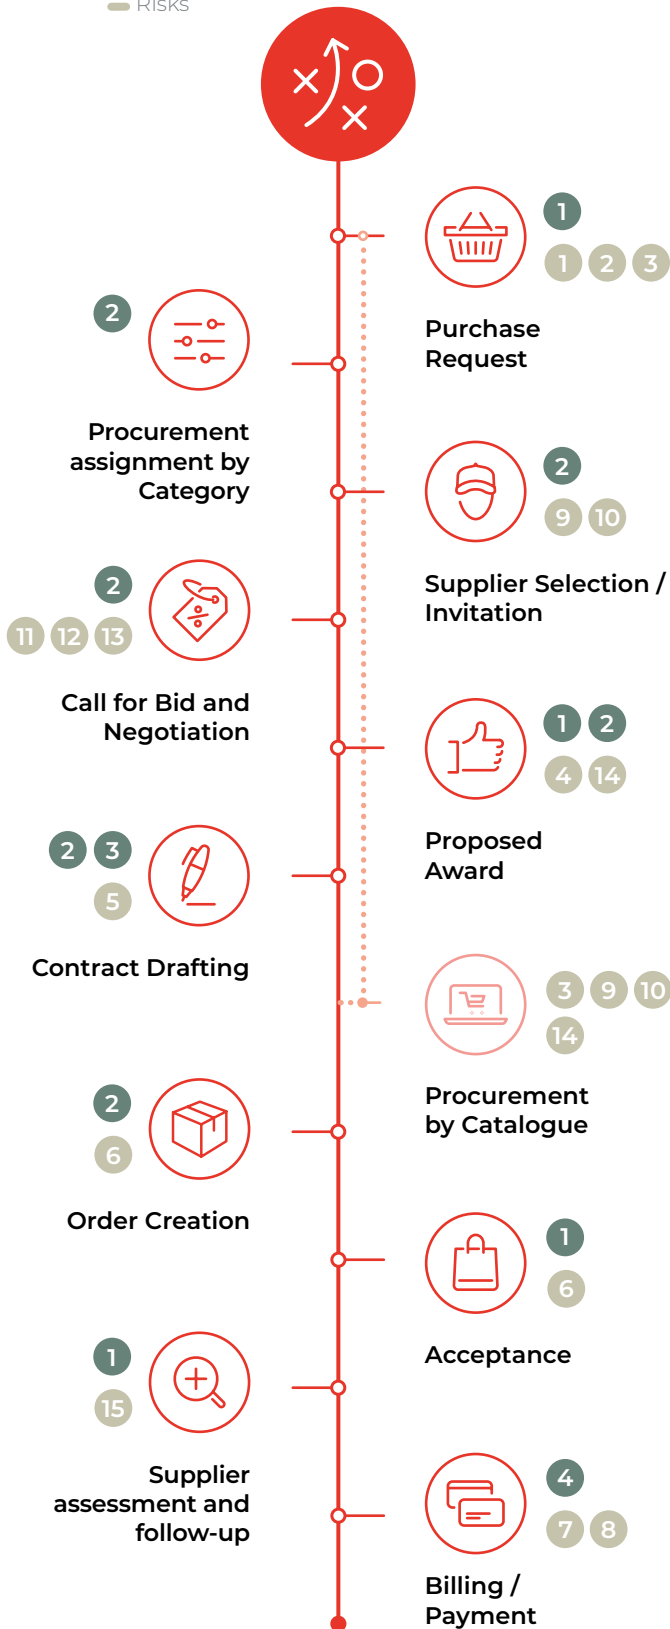 RISKS
1
1 2 3
Purchase
Request
2
Procurement
assignment by
Category
2
9 10
Supplier Selection /
Invitation
2
11 12 13
Call for Bid and
Negotiation
1 2
4 14
Proposed
Award
2 3
5
Contract Drafting
3 9 10
14
Procurement
by Catalogue
2
6
Order Creation
1
6
Acceptance
1
15
Supplier
assessment and
follow-up
4
7 8
Billing /
Payment